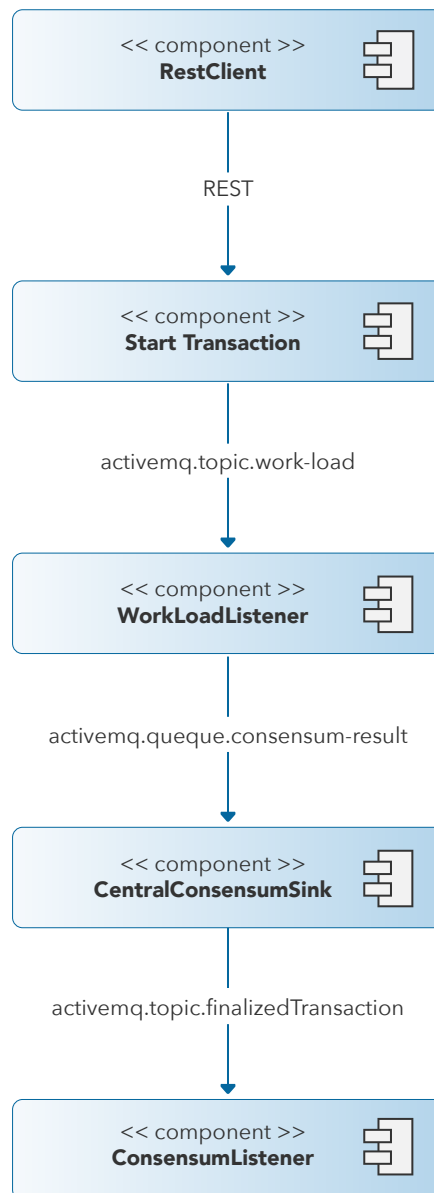 << component >>
RestClient
REST
<< component >>
Start Transaction
activemq.topic.work-load
<< component >>
WorkLoadListener
activemq.queque.consensum-result
<< component >>
CentralConsensumSink
activemq.topic.finalizedTransaction
<< component >>
ConsensumListener